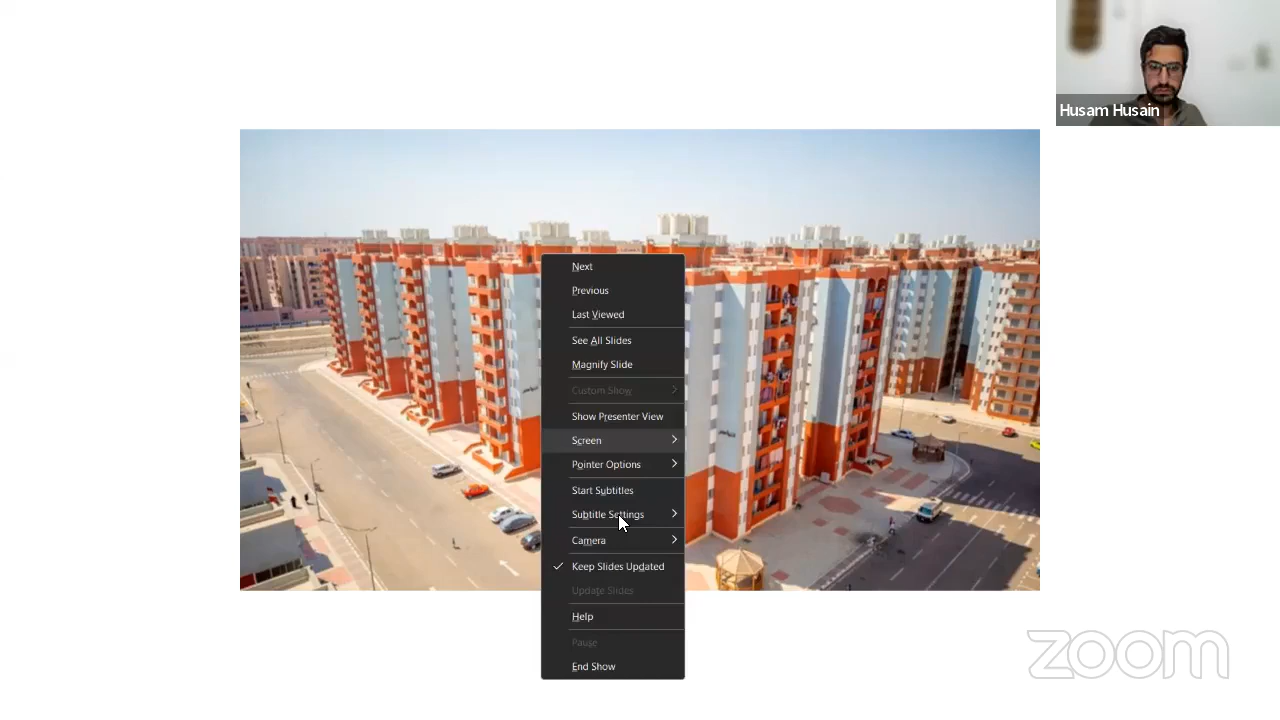 Husam Husain
Next
Previous
Last Viewed
See All Slides
Magnify Slide
Custom Show
Show Presenter View
Screen
Pointer Options
Start Subtitles
Subtitle Settings
Camera
Keep Slides Updated
Update Slides
Help
Pause
End Show
zoom